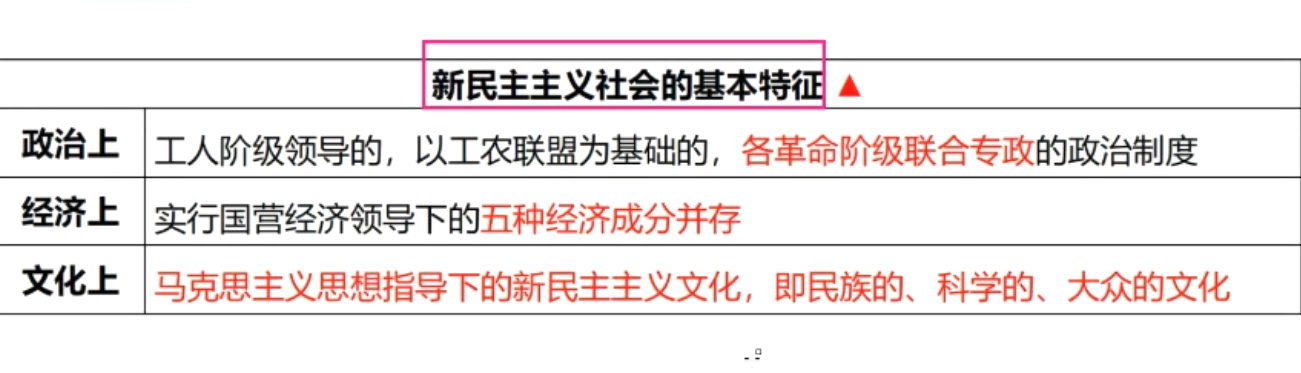 新民主主义社会的基本特征▲
政治上 工人阶级领导的，以工农联盟为基础的，各革命阶级联合专政的政治制度
经济上 实行国营经济领导下的五种经济成分并存
文化上 马克思主义思想指导下的新民主主义文化，即民族的、科学的、大众的文化